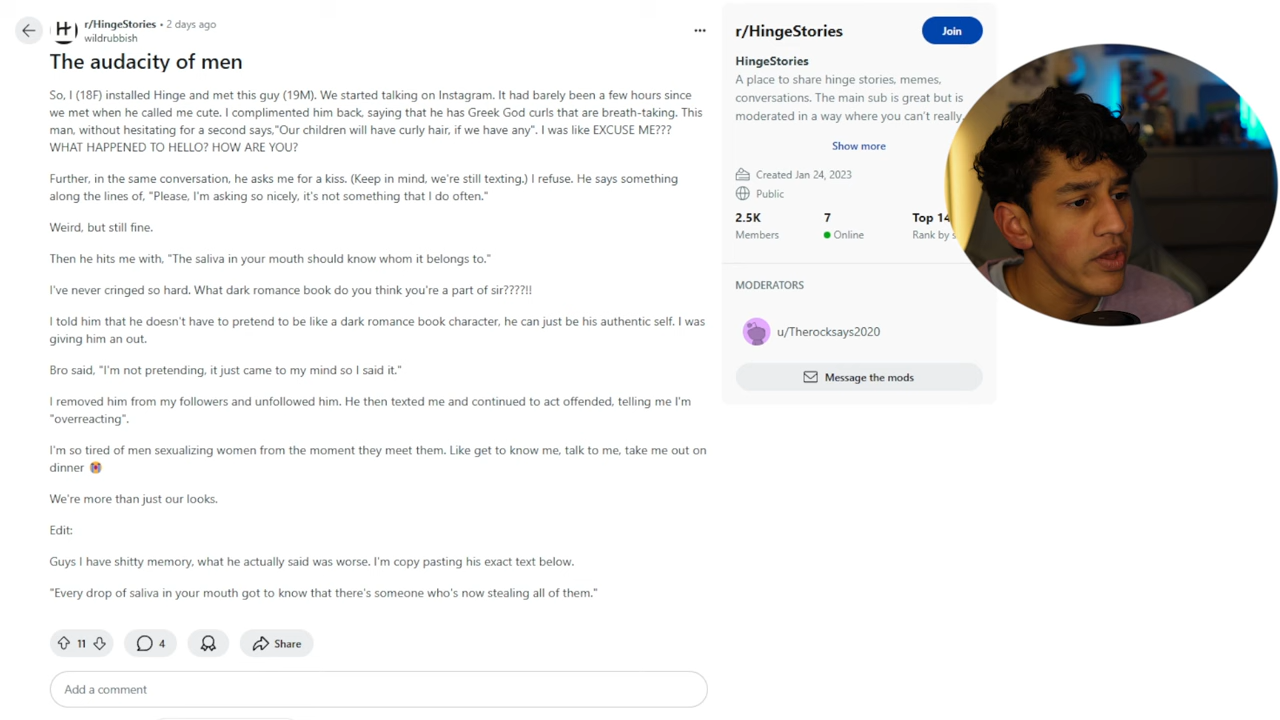 r/HingeStories • 2 days ago
wildrubbish
The audacity of men
So, I (18F) installed Hinge and met this guy (19M). We started talking on Instagram. It had barely been a few hours since
we met when he called me cute. I complimented him back, saying that he has Greek God curls that are breath-taking. This
man, without hesitating for a second says,"Our children will have curly hair, if we have any". I was like EXCUSE ME???
WHAT HAPPENED TO HELLO? HOW ARE YOU?
Further, in the same conversation, he asks me for a kiss. (Keep in mind, we're still texting.) I refuse. He says something
along the lines of, "Please, I'm asking so nicely, it's not something that I do often."
Weird, but still fine.
Then he hits me with, "The saliva in your mouth should know whom it belongs to."
I've never cringed so hard. What dark romance book do you think you're a part of sir????!!
I told him that he doesn't have to pretend to be like a dark romance book character, he can just be his authentic self. I was
giving him an out.
Bro said, "I'm not pretending, it just came to my mind so I said it."
I removed him from my followers and unfollowed him. He then texted me and continued to act offended, telling me I'm
"overreacting".
I'm so tired of men sexualizing women from the moment they meet them. Like get to know me, talk to me, take me out on
dinner
We're more than just our looks.
Edit:
Guys I have shitty memory, what he actually said was worse. I'm copy pasting his exact text below.
"Every drop of saliva in your mouth got to know that there's someone who's now stealing all of them."
11
4
Share
Add a comment
r/HingeStories
Join
HingeStories
A place to share hinge stories, memes,
conversations. The main sub is great but is
moderated in a way where you can't really
Show more
Created Jan 24, 2023
Public
2.5K 7 Top 14
Members Online Rank by
MODERATORS
u/Therocksays2020
Message the mods